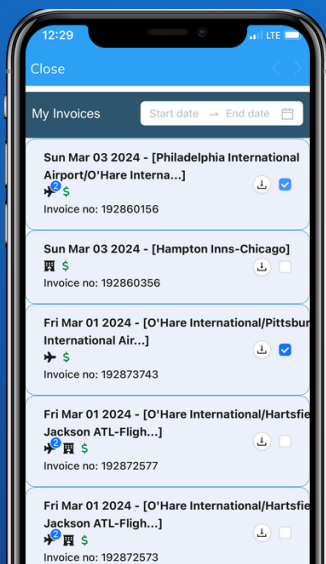 12:29
LTE
Close
My Invoices
Start date → End date
Sun Mar 03 2024 - [Philadelphia International
Airport/O'Hare Interna...]
2 $
Invoice no: 192860156
Sun Mar 03 2024 - [Hampton Inns-Chicago]
$
Invoice no: 192860356
Fri Mar 01 2024 - [O'Hare International/Pittsbur
International Air...]
$
Invoice no: 192873743
Fri Mar 01 2024 - [O'Hare International/Hartsfie
Jackson ATL-Fligh...]
2 $
Invoice no: 192872577
Fri Mar 01 2024 - [O'Hare International/Hartsfie
Jackson ATL-Fligh...]
2 $
Invoice no: 192872573